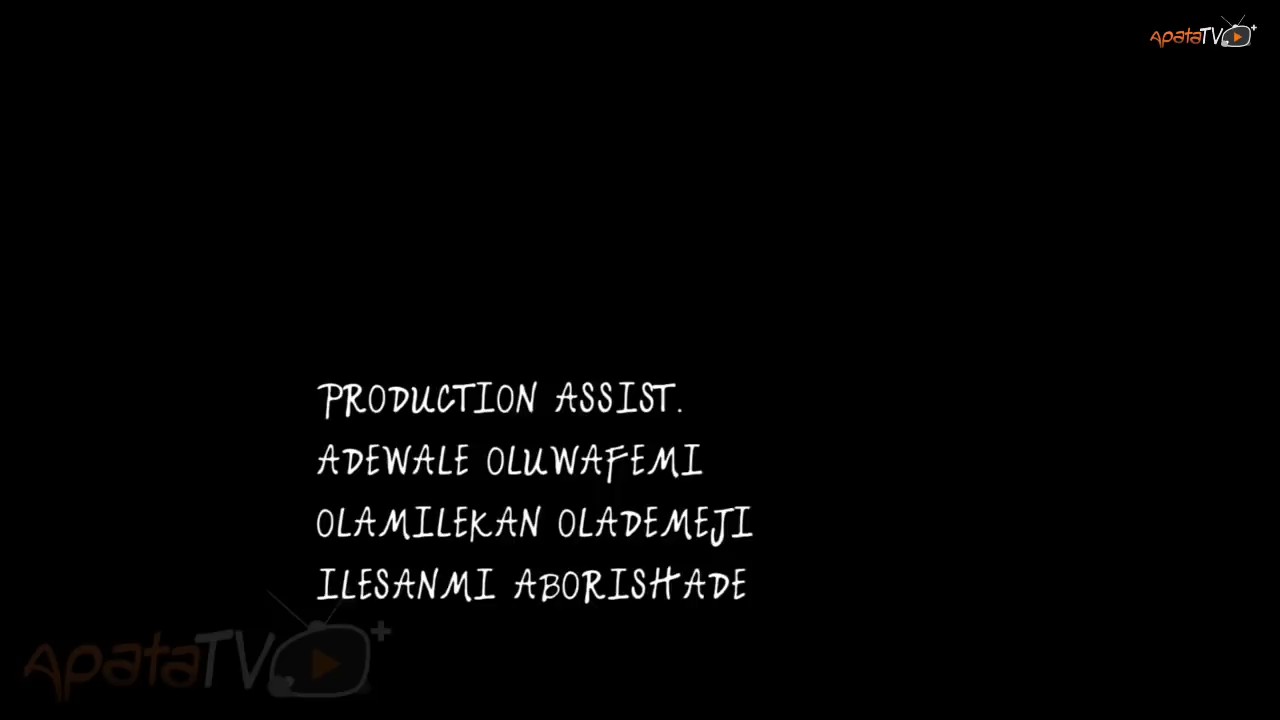 ApataTV+
PRODUCTION ASSIST.
ADEWALE OLUWAFEMI
OLAMILEKAN OLADEMEJI
ILESANMI ABORISHADE
ApataTV+